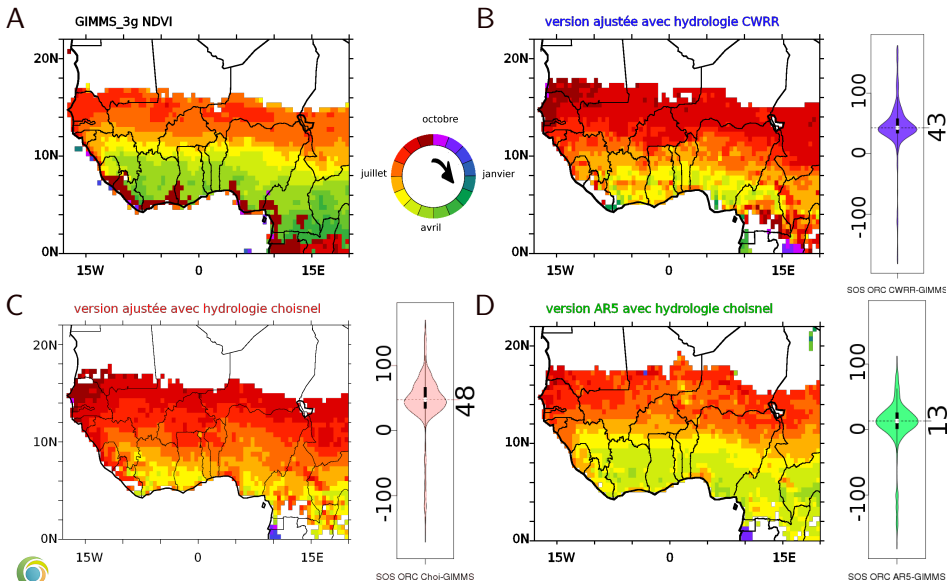 A
GIMMS_3g NDVI
20N
10N
0N
15W
0
15E
octobre
juillet
janvier
avril
B
version ajustée avec hydrologie CWRR
20N
10N
0N
15W
0
15E
100
0
-100
43
SOS ORC CWRR-GIMMS
C
version ajustée avec hydrologie choisnel
20N
10N
0N
15W
0
15E
100
0
-100
48
SOS ORC Choi-GIMMS
D
version AR5 avec hydrologie choisnel
20N
10N
0N
15W
0
15E
100
0
-100
13
SOS ORC AR5-GIMMS